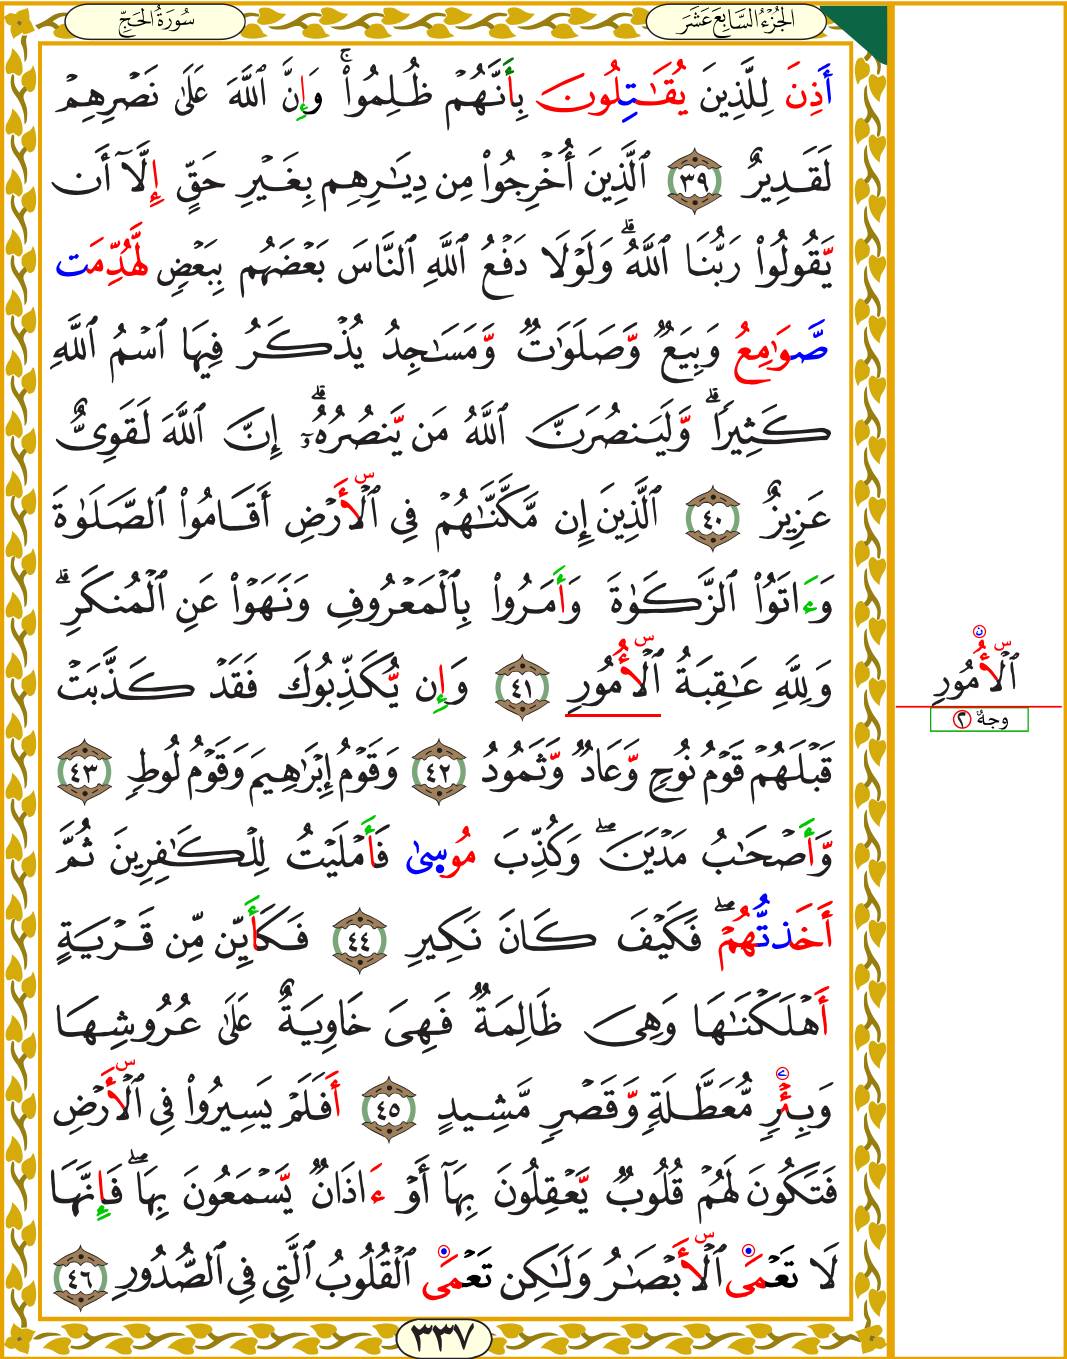 سُورَةُ الحَجِّ
الجُزْءُ السَّابِعَ عَشَرَ
أَذِنَ لِلَّذِينَ يُقَٰتِلُونَ بِأَنَّهُمْ ظُلِمُوا۟ۚ وَإِنَّ ٱللَّهَ عَلَىٰ نَصْرِهِمْ
لَقَدِيرٌ ٣٩ ٱلَّذِينَ أُخْرِجُوا۟ مِن دِيَٰرِهِم بِغَيْرِ حَقٍّ إِلَّآ أَن
يَّقُولُوا۟ رَبُّنَا ٱللَّهُۗ وَلَوْلَا دَفْعُ ٱللَّهِ ٱلنَّاسَ بَعْضَهُم بِبَعْضٍ لَّهُدِّمَت
صَّوَٰمِعُ وَبِيَعٌ وَّصَلَوَٰتٌ وَّمَسَٰجِدُ يُذْكَرُ فِيهَا ٱسْمُ ٱللَّهِ
كَثِيرًاۗ وَّلَيَنصُرَنَّ ٱللَّهُ مَن يَّنصُرُهُۥٓۗ إِنَّ ٱللَّهَ لَقَوِىٌّ
عَزِيزٌ ٤٠ ٱلَّذِينَ إِن مَّكَّنَّٰهُمْ فِى ٱلْأَرْضِ أَقَامُوا۟ ٱلصَّلَوٰةَ
وَءَاتَوُا۟ ٱلزَّكَوٰةَ وَأَمَرُوا۟ بِٱلْمَعْرُوفِ وَنَهَوْا۟ عَنِ ٱلْمُنكَرِۗ
وَلِلَّهِ عَٰقِبَةُ ٱلْأُمُورِ ٤١ وَإِن يُّكَذِّبُوكَ فَقَدْ كَذَّبَتْ
قَبْلَهُمْ قَوْمُ نُوحٍ وَّعَادٌ وَّثَمُودُ ٤٢ وَقَوْمُ إِبْرَٰهِيمَ وَقَوْمُ لُوطٍ ٤٣
وَّأَصْحَٰبُ مَدْيَنَۖ وَكُذِّبَ مُوسىٰ فَأَمْلَيْتُ لِلْكَٰفِرِينَ ثُمَّ
أَخَذتُّهُمْۖ فَكَيْفَ كَانَ نَكِيرِ ٤٤ فَكَأَيِّن مِّن قَرْيَةٍ
أَهْلَكْنَٰهَا وَهِىَ ظَالِمَةٌ فَهِىَ خَاوِيَةٌ عَلَىٰ عُرُوشِهَا
وَبِئْرٍ مُّعَطَّلَةٍ وَّقَصْرٍ مَّشِيدٍ ٤٥ أَفَلَمْ يَسِيرُوا۟ فِى ٱلْأَرْضِ
فَتَكُونَ لَهُمْ قُلُوبٌ يَّعْقِلُونَ بِهَآ أَوْ ءَاذَانٌ يَّسْمَعُونَ بِهَاۖ فَإِنَّهَا
لَا تَعْمَى ٱلْأَبْصَٰرُ وَلَٰكِن تَعْمَى ٱلْقُلُوبُ ٱلَّتِى فِى ٱلصُّدُورِ ٤٦
٣٣٧
ٱلْأُمُورِ
وجهٌ ٢